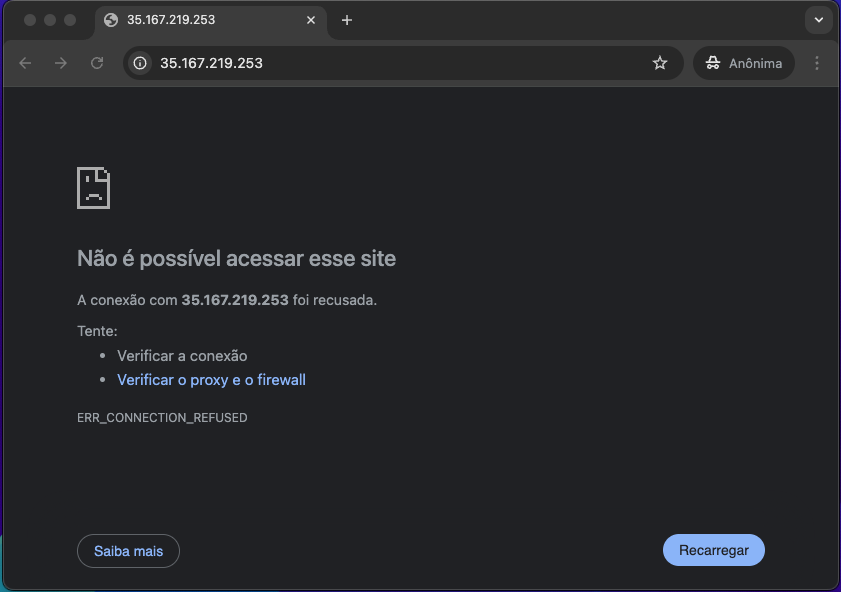 35.167.219.253
35.167.219.253
Anônima
Não é possível acessar esse site
A conexão com 35.167.219.253 foi recusada.
Tente:
Verificar a conexão
Verificar o proxy e o firewall
ERR_CONNECTION_REFUSED
Saiba mais
Recarregar